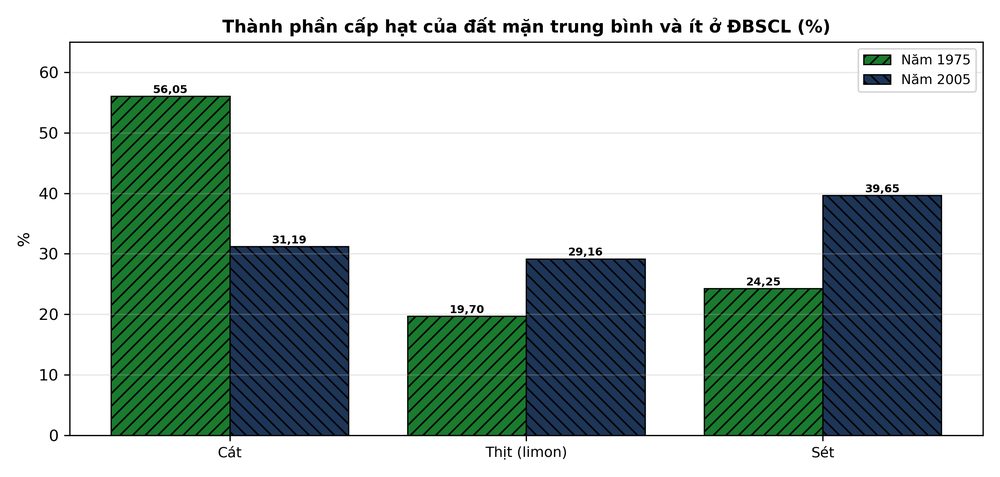 Thành phần cấp hạt của đất mặn trung bình và ít ở ĐBSCL (%)
Năm 1975
Năm 2005
%
60
50
40
30
20
10
0
56,05
31,19
19,70
29,16
24,25
39,65
Cát
Thịt (limon)
Sét